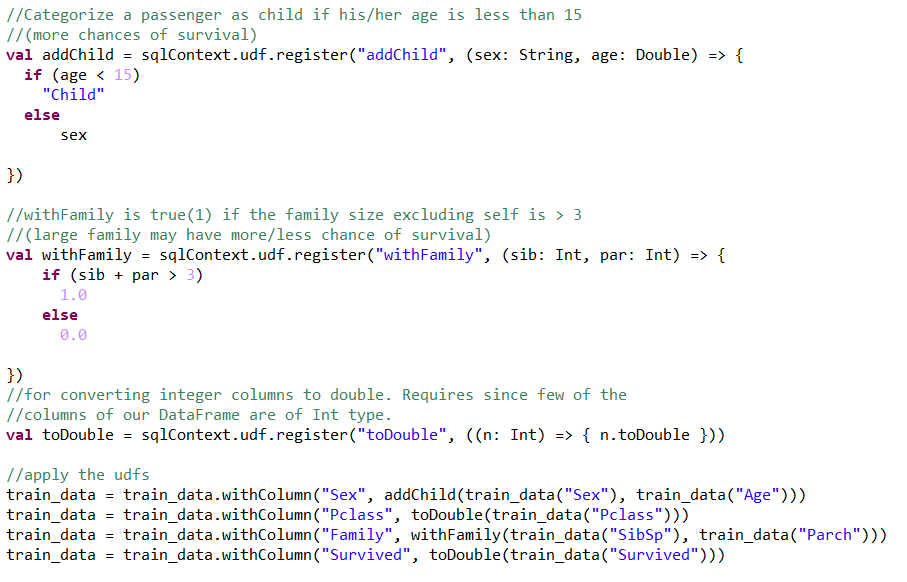 //Categorize a passenger as child if his/her age is less than 15
//(more chances of survival)
val addChild = sqlContext.udf.register("addChild", (sex: String, age: Double) => {
  if (age < 15)
    "Child"
  else
      sex

})

//withFamily is true(1) if the family size excluding self is > 3
//(large family may have more/less chance of survival)
val withFamily = sqlContext.udf.register("withFamily", (sib: Int, par: Int) => {
    if (sib + par > 3)
      1.0
    else
      0.0

})
//for converting integer columns to double. Requires since few of the
//columns of our DataFrame are of Int type.
val toDouble = sqlContext.udf.register("toDouble", ((n: Int) => { n.toDouble }))

//apply the udfs
train_data = train_data.withColumn("Sex", addChild(train_data("Sex"), train_data("Age")))
train_data = train_data.withColumn("Pclass", toDouble(train_data("Pclass")))
train_data = train_data.withColumn("Family", withFamily(train_data("SibSp"), train_data("Parch")))
train_data = train_data.withColumn("Survived", toDouble(train_data("Survived")))